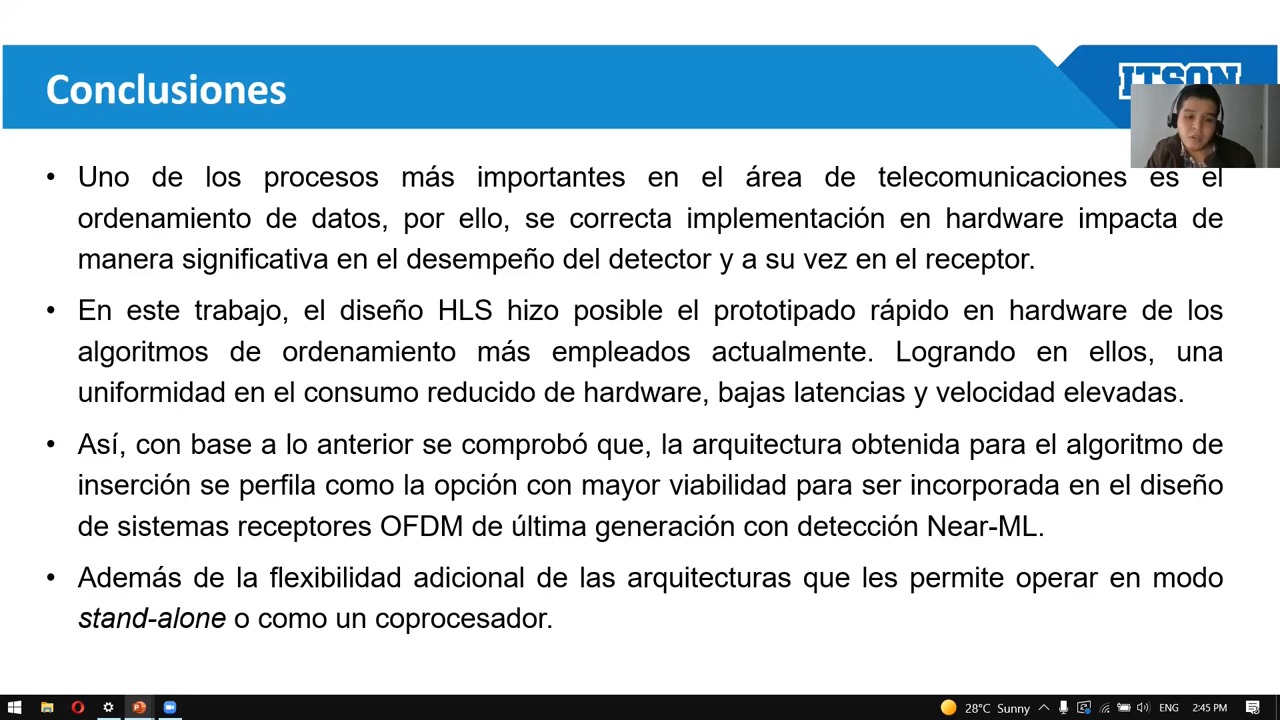 Conclusiones
ITSON
• Uno de los procesos más importantes en el área de telecomunicaciones es el
ordenamiento de datos, por ello, se correcta implementación en hardware impacta de
manera significativa en el desempeño del detector y a su vez en el receptor.
• En este trabajo, el diseño HLS hizo posible el prototipado rápido en hardware de los
algoritmos de ordenamiento más empleados actualmente. Logrando en ellos, una
uniformidad en el consumo reducido de hardware, bajas latencias y velocidad elevadas.
• Así, con base a lo anterior se comprobó que, la arquitectura obtenida para el algoritmo de
inserción se perfila como la opción con mayor viabilidad para ser incorporada en el diseño
de sistemas receptores OFDM de última generación con detección Near-ML.
• Además de la flexibilidad adicional de las arquitecturas que les permite operar en modo
stand-alone o como un coprocesador.
28°C Sunny ENG 2:45 PM